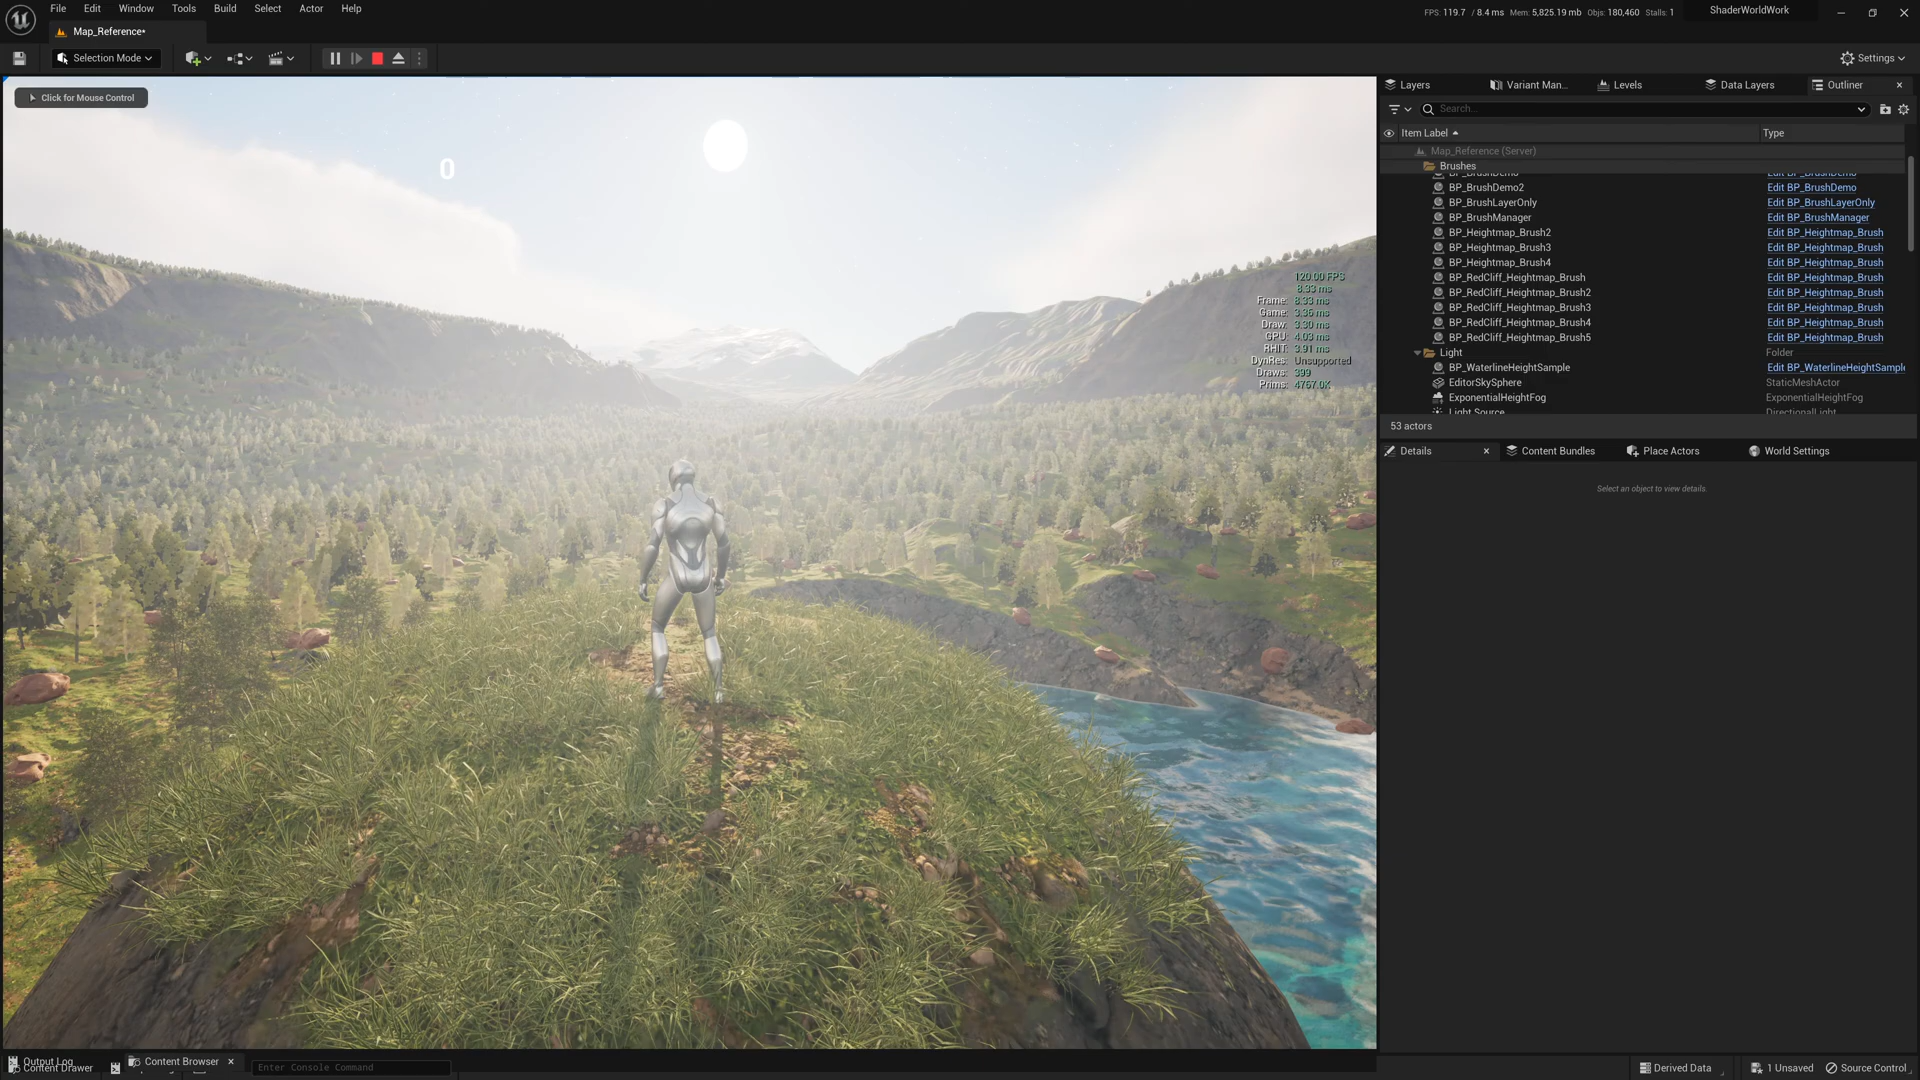 File Edit Window Tools Build Select Actor Help
FPS: 119.7 / 8.4 ms Mem: 5,825.19 mb Objs: 180,460 Stalls: 1
ShaderWorldWork
Map_Reference*
Selection Mode
Settings
Click for Mouse Control
0
120.00 FPS
8.33 ms
Frame: 8.33 ms
Game: 3.36 ms
Draw: 3.30 ms
GPU: 4.03 ms
RHIT: 3.91 ms
DynRes: Unsupported
Draws: 399
Prims: 4767.0K
Layers Variant Man... Levels Data Layers Outliner
Search...
Item Label Type
Map_Reference (Server)
Brushes
BP_BrushDemo Edit BP_BrushDemo
BP_BrushDemo2 Edit BP_BrushDemo
BP_BrushLayerOnly Edit BP_BrushLayerOnly
BP_BrushManager Edit BP_BrushManager
BP_Heightmap_Brush2 Edit BP_Heightmap_Brush
BP_Heightmap_Brush3 Edit BP_Heightmap_Brush
BP_Heightmap_Brush4 Edit BP_Heightmap_Brush
BP_RedCliff_Heightmap_Brush Edit BP_Heightmap_Brush
BP_RedCliff_Heightmap_Brush2 Edit BP_Heightmap_Brush
BP_RedCliff_Heightmap_Brush3 Edit BP_Heightmap_Brush
BP_RedCliff_Heightmap_Brush4 Edit BP_Heightmap_Brush
BP_RedCliff_Heightmap_Brush5 Edit BP_Heightmap_Brush
Light Folder
BP_WaterlineHeightSample Edit BP_WaterlineHeightSample
EditorSkySphere StaticMeshActor
ExponentialHeightFog ExponentialHeightFog
Light Source DirectionalLight
53 actors
Details Content Bundles Place Actors World Settings
Select an object to view details
Output Log Content Browser
Content Drawer
Enter Console Command
Derived Data 1 Unsaved Source Control